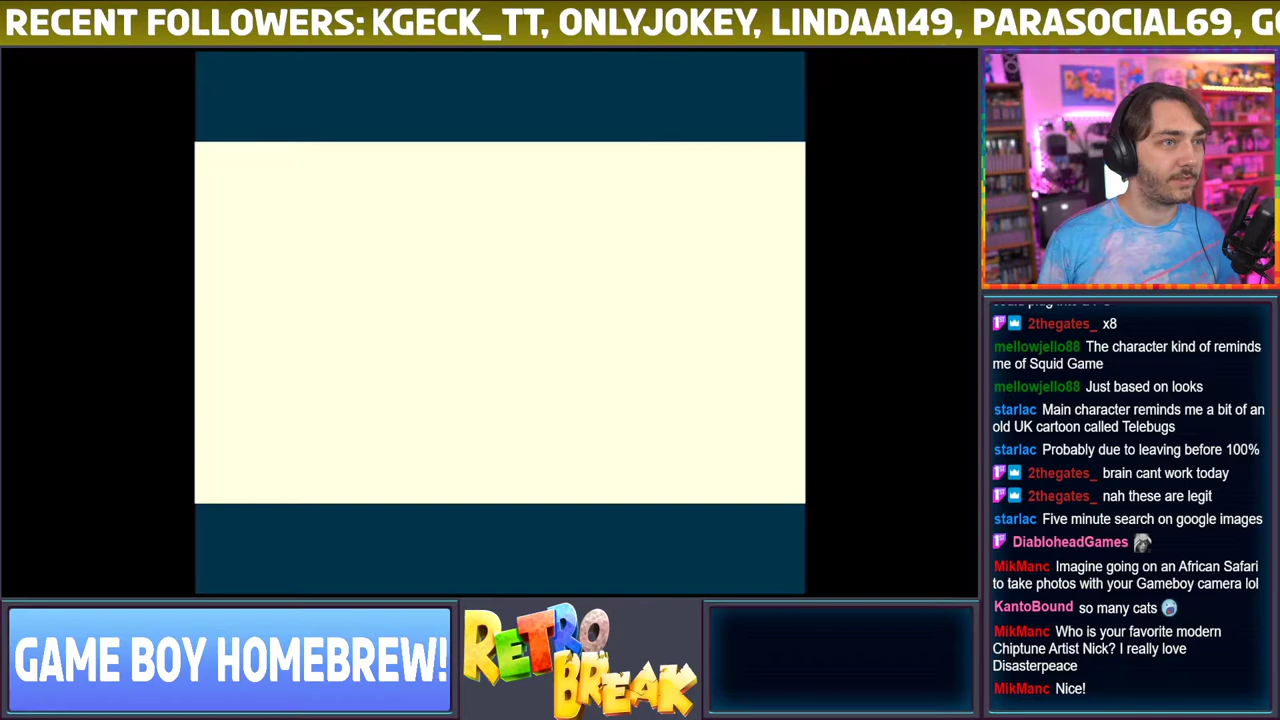 RECENT FOLLOWERS: KGECK_TT, ONLYJOKEY, LINDAA149, PARASOCIAL69,
2thegates_ x8
mellowjello88 The character kind of reminds
me of Squid Game
mellowjello88 Just based on looks
starlac Main character reminds me a bit of an
old UK cartoon called Telebugs
starlac Probably due to leaving before 100%
2thegates_ brain cant work today
2thegates_ nah these are legit
starlac Five minute search on google images
DiabloheadGames
MikManc Imagine going on an African Safari
to take photos with your Gameboy camera lol
KantoBound so many cats
MikManc Who is your favorite modern
Chiptune Artist Nick? I really love
Disasterpeace
MikManc Nice!
GAME BOY HOMEBREW!
RETRO
BREAK